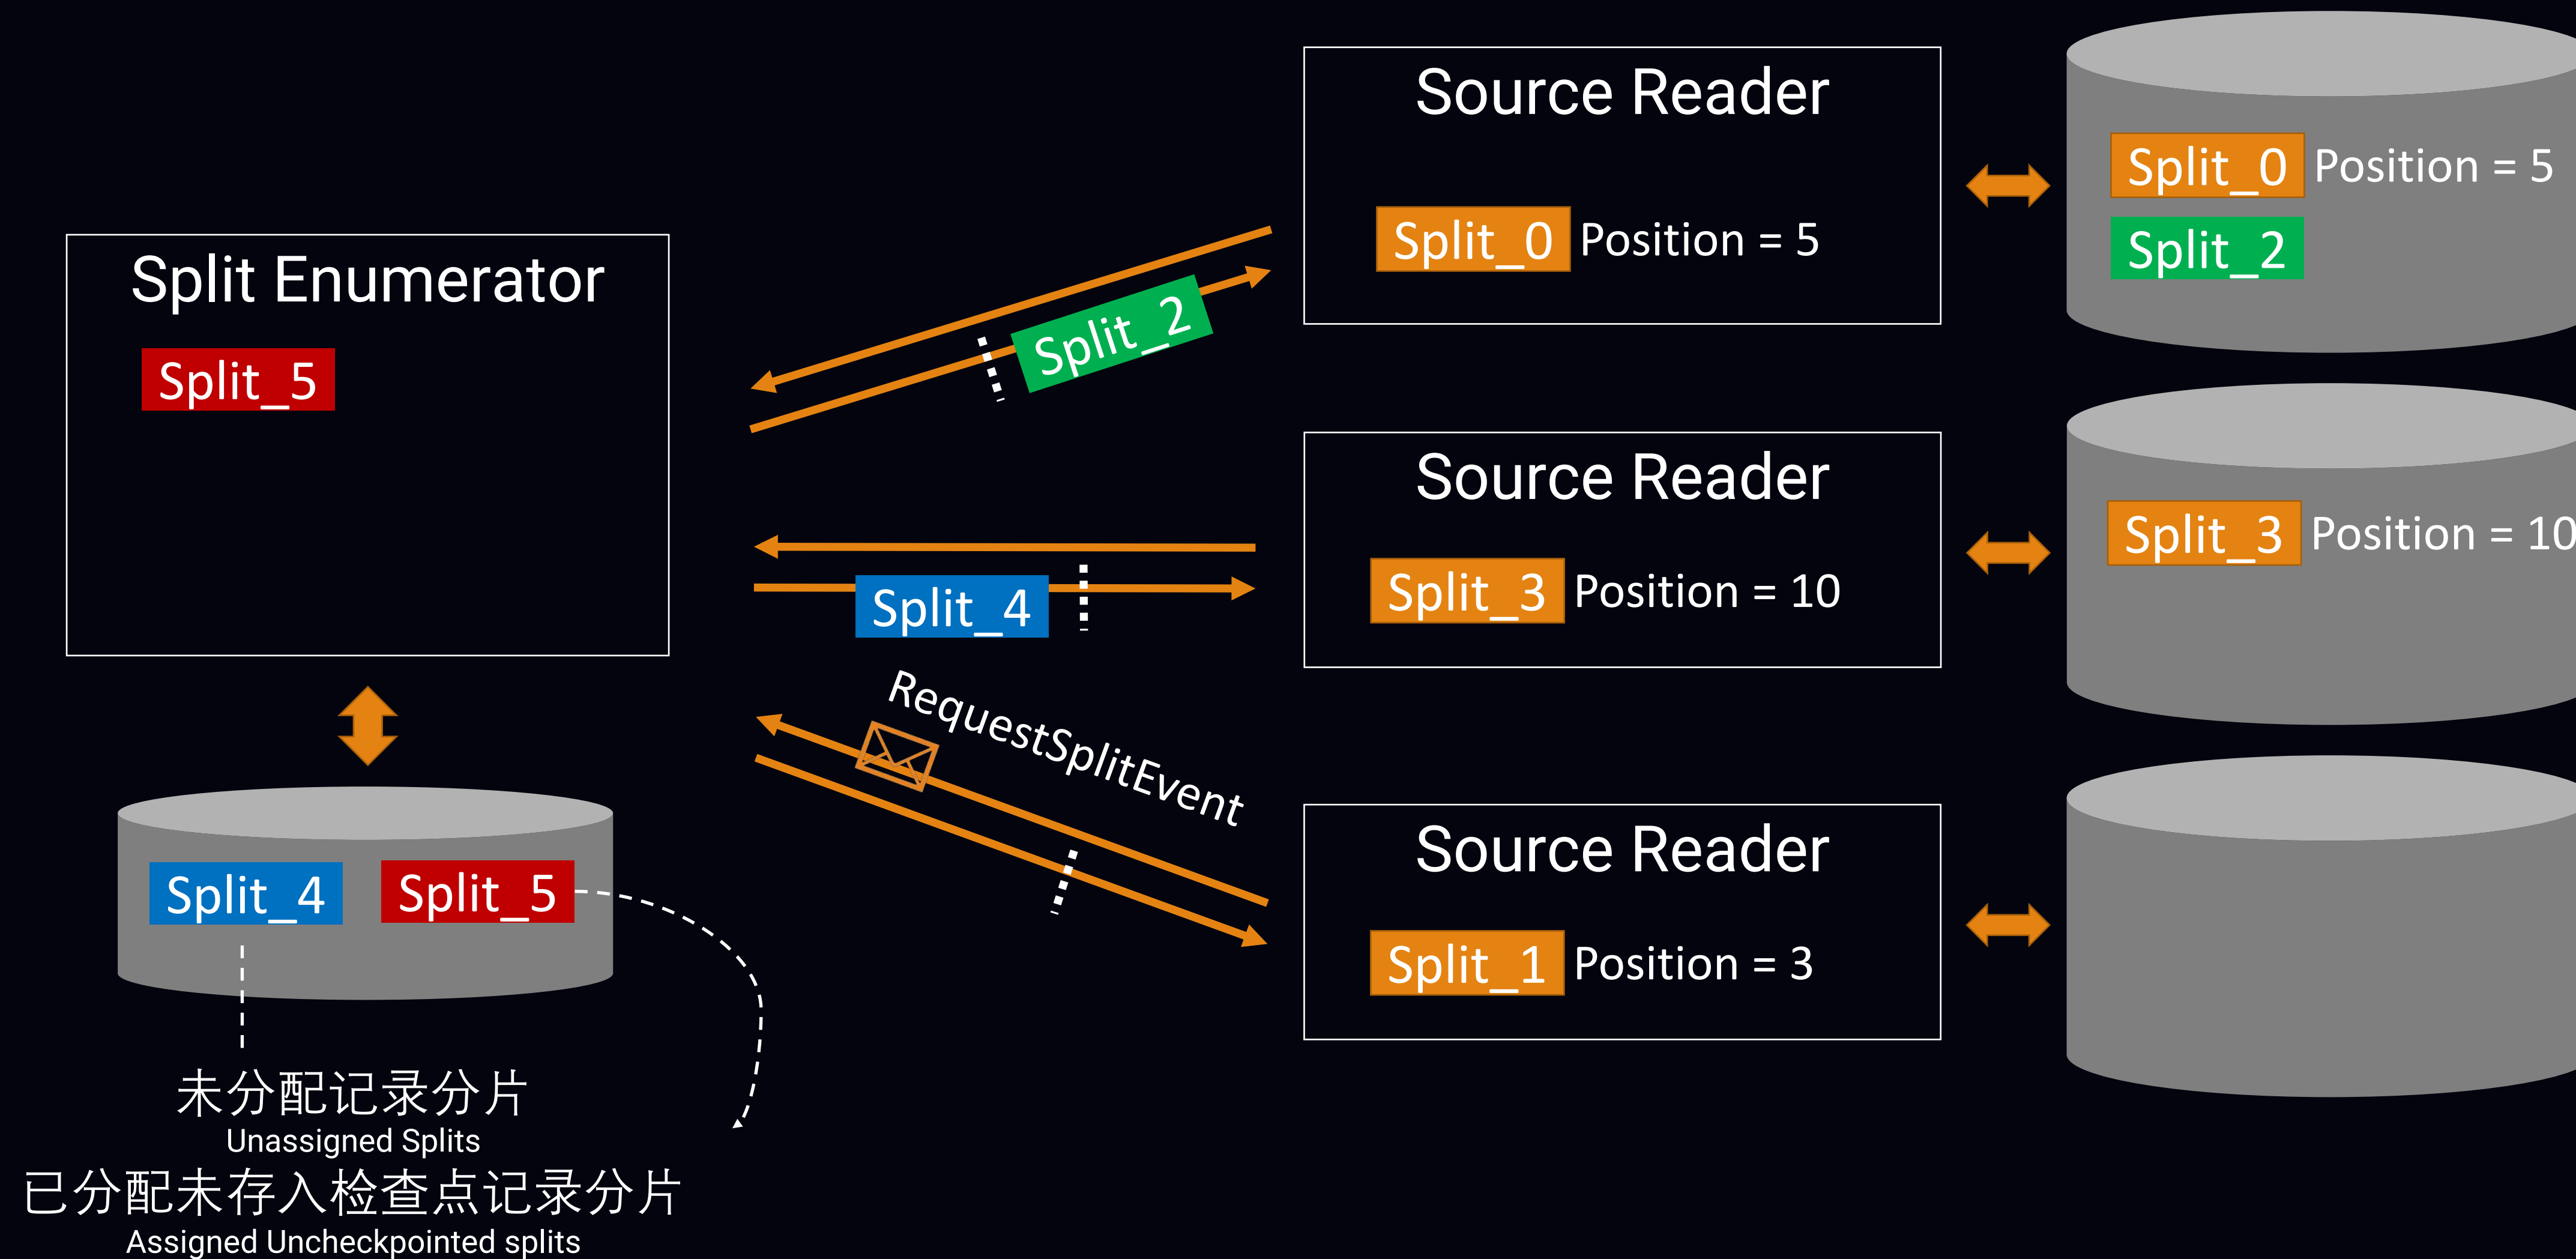 Split Enumerator
Split_5
Split_4 Split_5
未分配记录分片
Unassigned Splits
已分配未存入检查点记录分片
Assigned Uncheckpointed splits
Split_2
Split_4
RequestSplitEvent
Source Reader
Split_0 Position = 5
Source Reader
Split_3 Position = 10
Source Reader
Split_1 Position = 3
Split_0 Position = 5
Split_2
Split_3 Position = 10